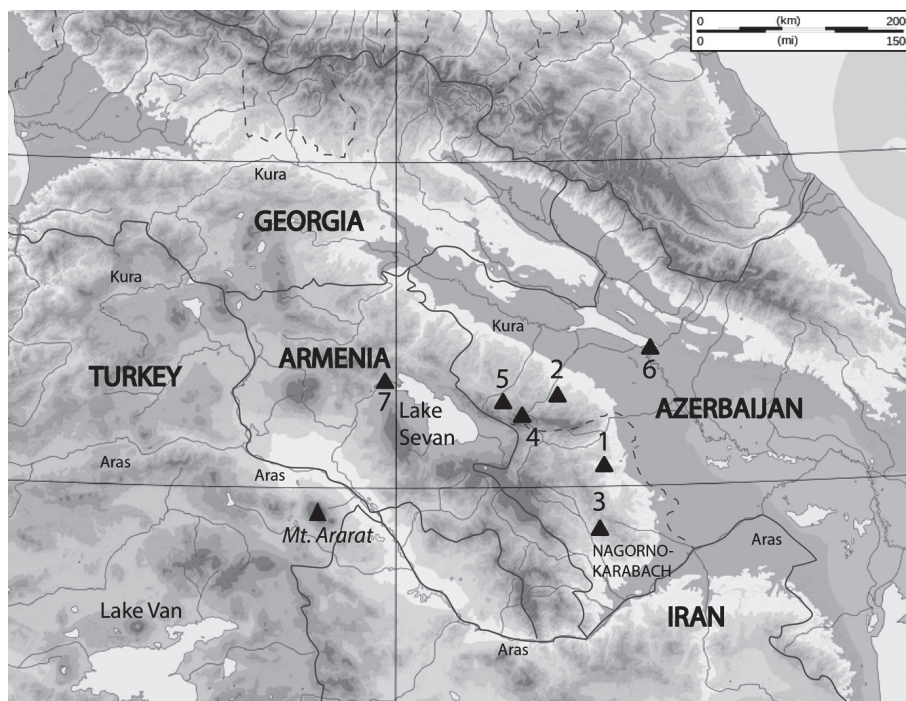 0 (km) 200
0 (mi) 150
Kura
GEORGIA
Kura
Kura
ARMENIA
TURKEY
7
Lake
Sevan
5
2
4
6
AZERBAIJAN
1
Aras
Aras
3
Mt. Ararat
NAGORNO-
KARABACH
Aras
Lake Van
IRAN
Aras